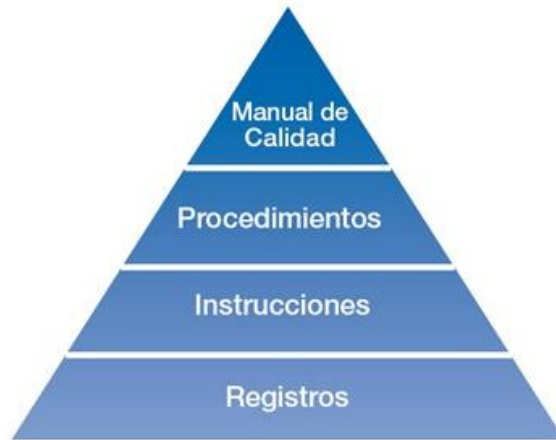 Manual de
Calidad
Procedimientos
Instrucciones
Registros